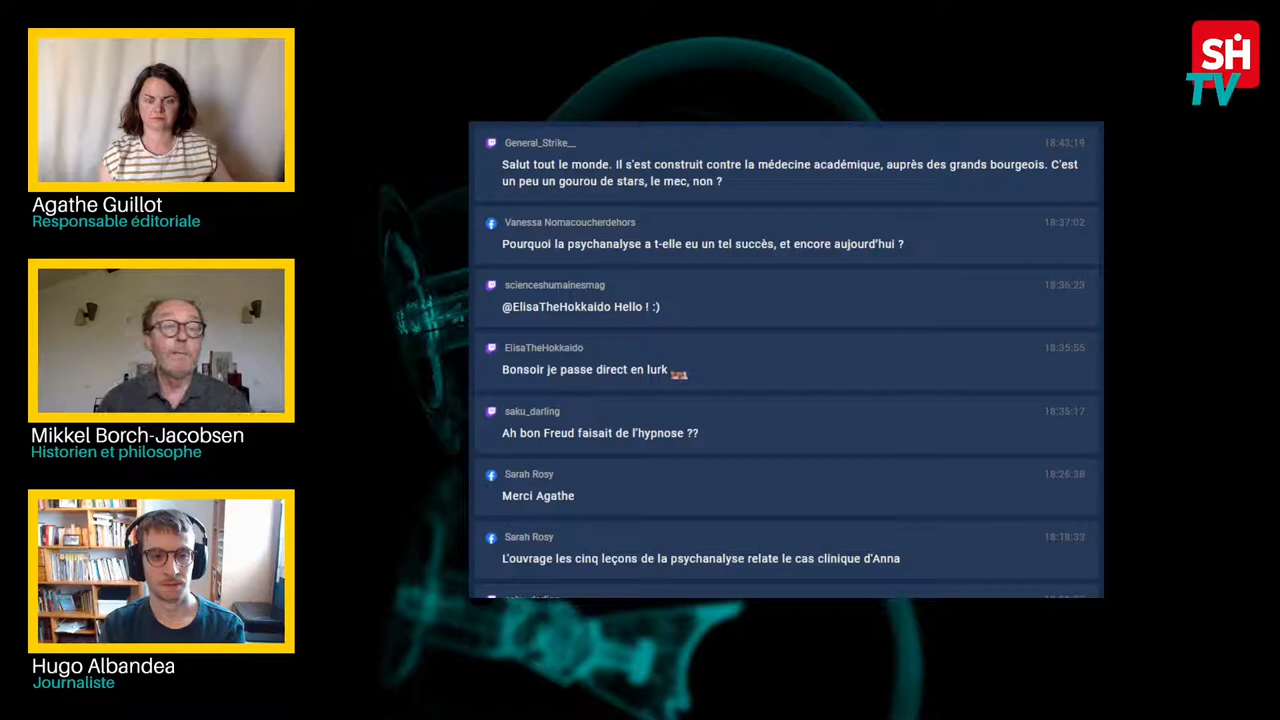 SH
TV
Agathe Guillot
Responsable éditoriale
Mikkel Borch-Jacobsen
Historien et philosophe
Hugo Albandea
Journaliste
General_Strike__ 18:43:19
Salut tout le monde. Il s'est construit contre la médecine académique, auprès des grands bourgeois. C'est
un peu un gourou de stars, le mec, non ?
Vanessa Nomacoucherdehors 18:37:02
Pourquoi la psychanalyse a t-elle eu un tel succès, et encore aujourd'hui ?
scienceshumainesmag 18:36:23
@ElisaTheHokkaido Hello ! :)
ElisaTheHokkaido 18:35:55
Bonsoir je passe direct en lurk
saku_darling 18:35:17
Ah bon Freud faisait de l'hypnose ??
Sarah Rosy 18:26:38
Merci Agathe
Sarah Rosy 18:18:33
L'ouvrage les cinq leçons de la psychanalyse relate le cas clinique d'Anna